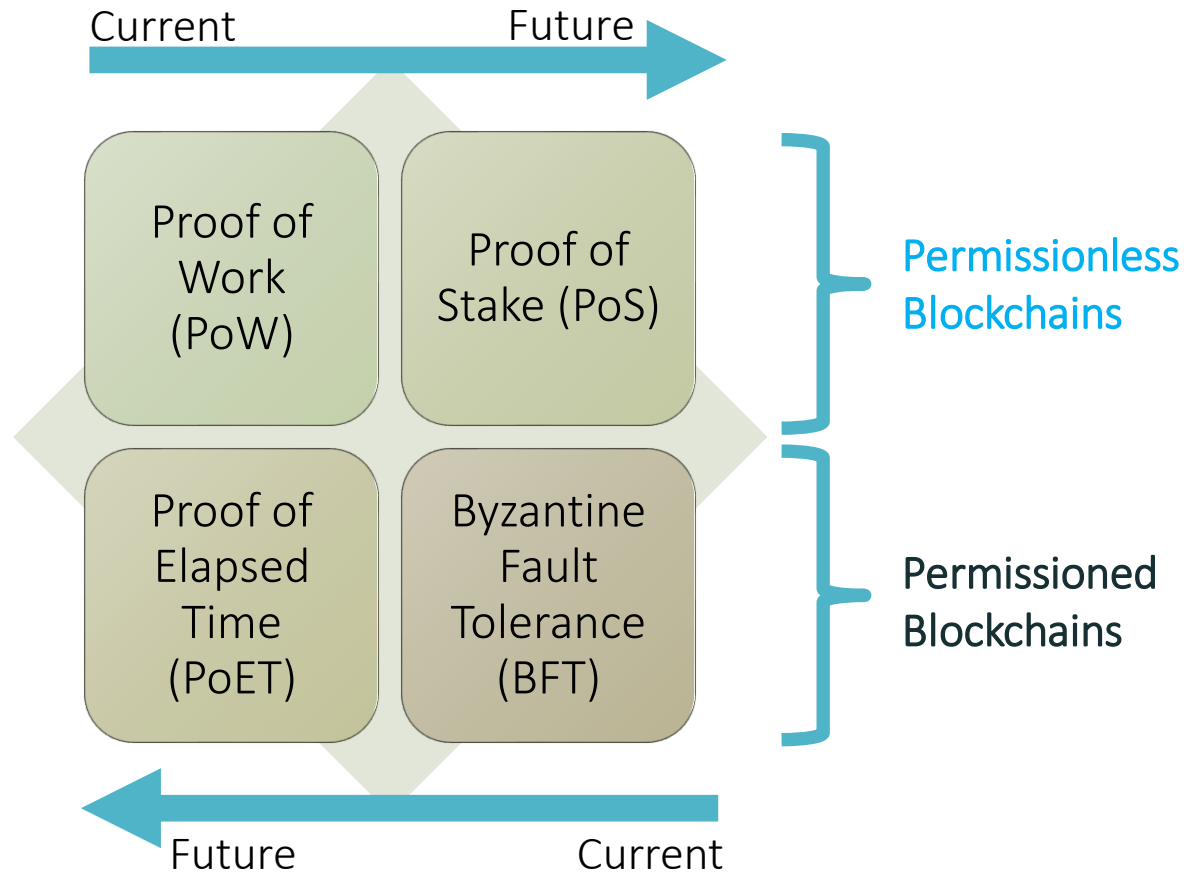 Current
Future
Proof of
Work
(PoW)
Proof of
Stake (PoS)
Permissionless
Blockchains
Proof of
Elapsed
Time
(PoET)
Byzantine
Fault
Tolerance
(BFT)
Permissioned
Blockchains
Future
Current